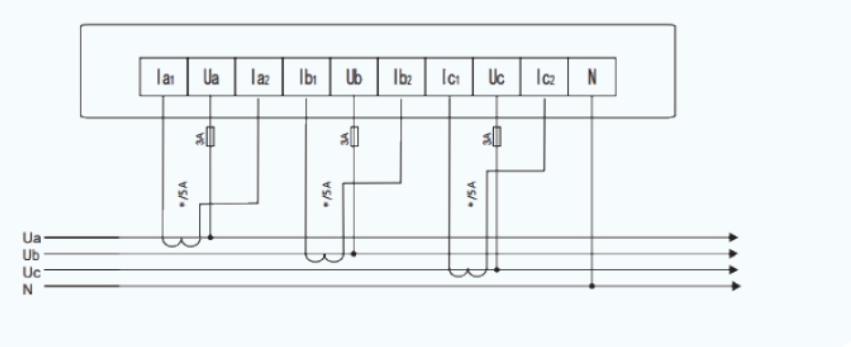 Ia1 Ua Ia2 Ib1 Ub Ib2 Ic1 Uc Ic2 N
3A 3A 3A
*/5A */5A */5A
Ua
Ub
Uc
N